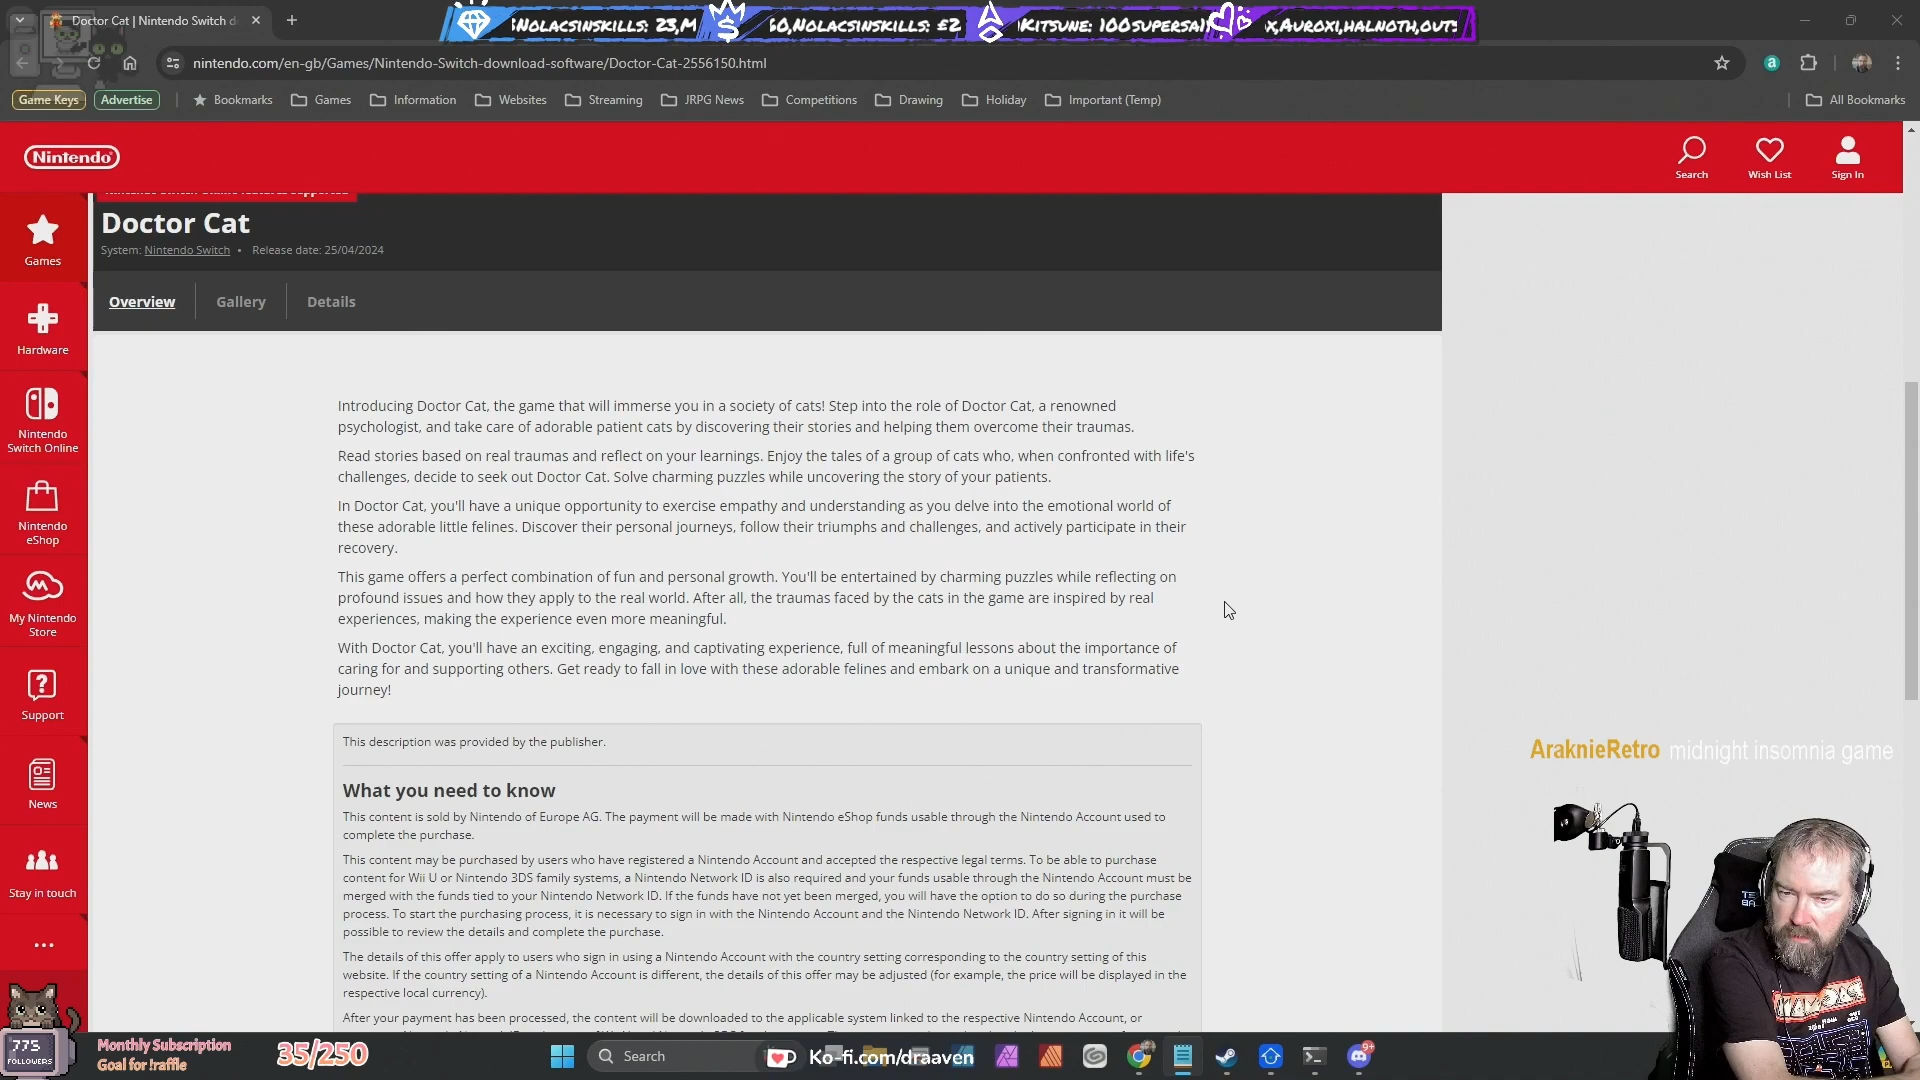 Doctor Cat | Nintendo Switch d
:Nolacsinskills: 23,M
60,Nolacsinskills: £2
Kitsune: 100supersai
x,Auroxi,halnoth,outs
nintendo.com/en-gb/Games/Nintendo-Switch-download-software/Doctor-Cat-2556150.html
Game Keys
Advertise
Bookmarks
Games
Information
Websites
Streaming
JRPG News
Competitions
Drawing
Holiday
Important (Temp)
All Bookmarks
Nintendo
Search
Wish List
Sign In
Games
Hardware
Nintendo
Switch Online
Nintendo
eShop
My Nintendo
Store
Support
News
Stay in touch
...
Doctor Cat
System: Nintendo Switch • Release date: 25/04/2024
Overview
Gallery
Details
Introducing Doctor Cat, the game that will immerse you in a society of cats! Step into the role of Doctor Cat, a renowned
psychologist, and take care of adorable patient cats by discovering their stories and helping them overcome their traumas.
Read stories based on real traumas and reflect on your learnings. Enjoy the tales of a group of cats who, when confronted with life's
challenges, decide to seek out Doctor Cat. Solve charming puzzles while uncovering the story of your patients.
In Doctor Cat, you'll have a unique opportunity to exercise empathy and understanding as you delve into the emotional world of
these adorable little felines. Discover their personal journeys, follow their triumphs and challenges, and actively participate in their
recovery.
This game offers a perfect combination of fun and personal growth. You'll be entertained by charming puzzles while reflecting on
profound issues and how they apply to the real world. After all, the traumas faced by the cats in the game are inspired by real
experiences, making the experience even more meaningful.
With Doctor Cat, you'll have an exciting, engaging, and captivating experience, full of meaningful lessons about the importance of
caring for and supporting others. Get ready to fall in love with these adorable felines and embark on a unique and transformative
journey!
This description was provided by the publisher.
What you need to know
This content is sold by Nintendo of Europe AG. The payment will be made with Nintendo eShop funds usable through the Nintendo Account used to
complete the purchase.
This content may be purchased by users who have registered a Nintendo Account and accepted the respective legal terms. To be able to purchase
content for Wii U or Nintendo 3DS family systems, a Nintendo Network ID is also required and your funds usable through the Nintendo Account must be
merged with the funds tied to your Nintendo Network ID. If the funds have not yet been merged, you will have the option to do so during the purchase
process. To start the purchasing process, it is necessary to sign in with the Nintendo Account and the Nintendo Network ID. After signing in it will be
possible to review the details and complete the purchase.
The details of this offer apply to users who sign in using a Nintendo Account with the country setting corresponding to the country setting of this
website. If the country setting of a Nintendo Account is different, the details of this offer may be adjusted (for example, the price will be displayed in the
respective local currency).
After your payment has been processed, the content will be downloaded to the applicable system linked to the respective Nintendo Account, or
AraknieRetro midnight insomnia game
775
FOLLOWERS
Monthly Subscription
Goal for !raffle
35/250
Search
Ko-fi.com/draaven
9+